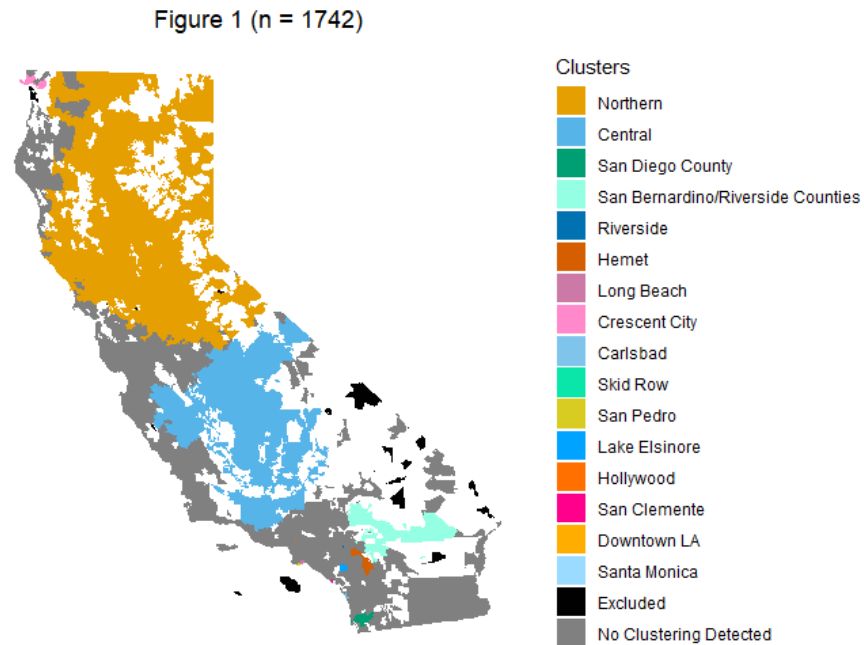 Figure 1 (n = 1742)
Clusters
Northern
Central
San Diego County
San Bernardino/Riverside Counties
Riverside
Hemet
Long Beach
Crescent City
Carlsbad
Skid Row
San Pedro
Lake Elsinore
Hollywood
San Clemente
Downtown LA
Santa Monica
Excluded
No Clustering Detected